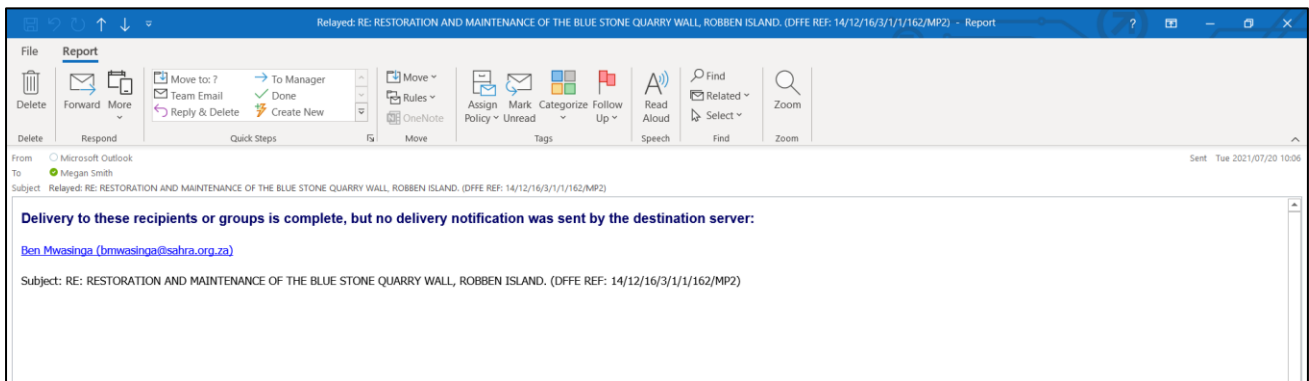 Relayed: RE: RESTORATION AND MAINTENANCE OF THE BLUE STONE QUARRY WALL, ROBBEN ISLAND. (DFFE REF: 14/12/16/3/1/1/162/MP2) - Report
File Report
Delete
Forward
More
Move to: ?
Team Email
Reply & Delete
To Manager
Done
Create New
Move
Rules
OneNote
Assign Policy
Mark Unread
Categorize
Follow Up
Read Aloud
Find
Related
Select
Zoom
Delete Respond Quick Steps Move Tags Speech Find Zoom
From Microsoft Outlook Sent Tue 2021/07/20 10:06
To Megan Smith
Subject Relayed: RE: RESTORATION AND MAINTENANCE OF THE BLUE STONE QUARRY WALL, ROBBEN ISLAND. (DFFE REF: 14/12/16/3/1/1/162/MP2)
Delivery to these recipients or groups is complete, but no delivery notification was sent by the destination server:
Ben Mwasinga (bmwasinga@sahra.org.za)
Subject: RE: RESTORATION AND MAINTENANCE OF THE BLUE STONE QUARRY WALL, ROBBEN ISLAND. (DFFE REF: 14/12/16/3/1/1/162/MP2)